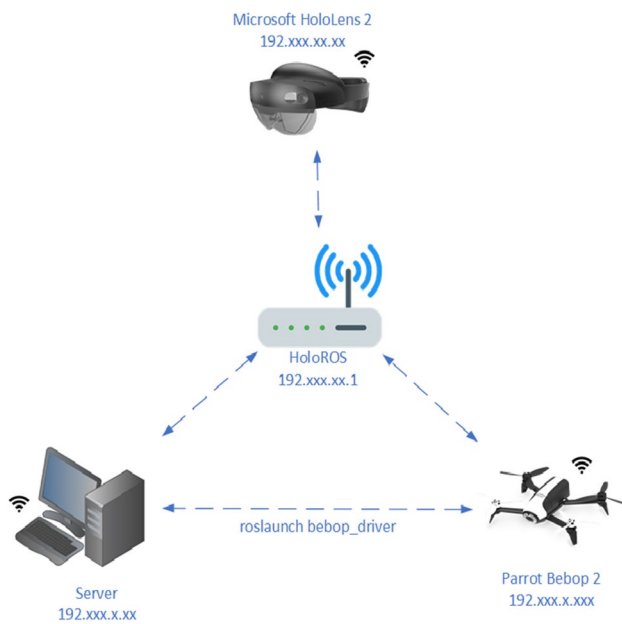 Microsoft HoloLens 2
192.xxx.xx.xx
HoloROS
192.xxx.xx.1
roslaunch bebop_driver
Server
192.xxx.x.xx
Parrot Bebop 2
192.xxx.x.xxx